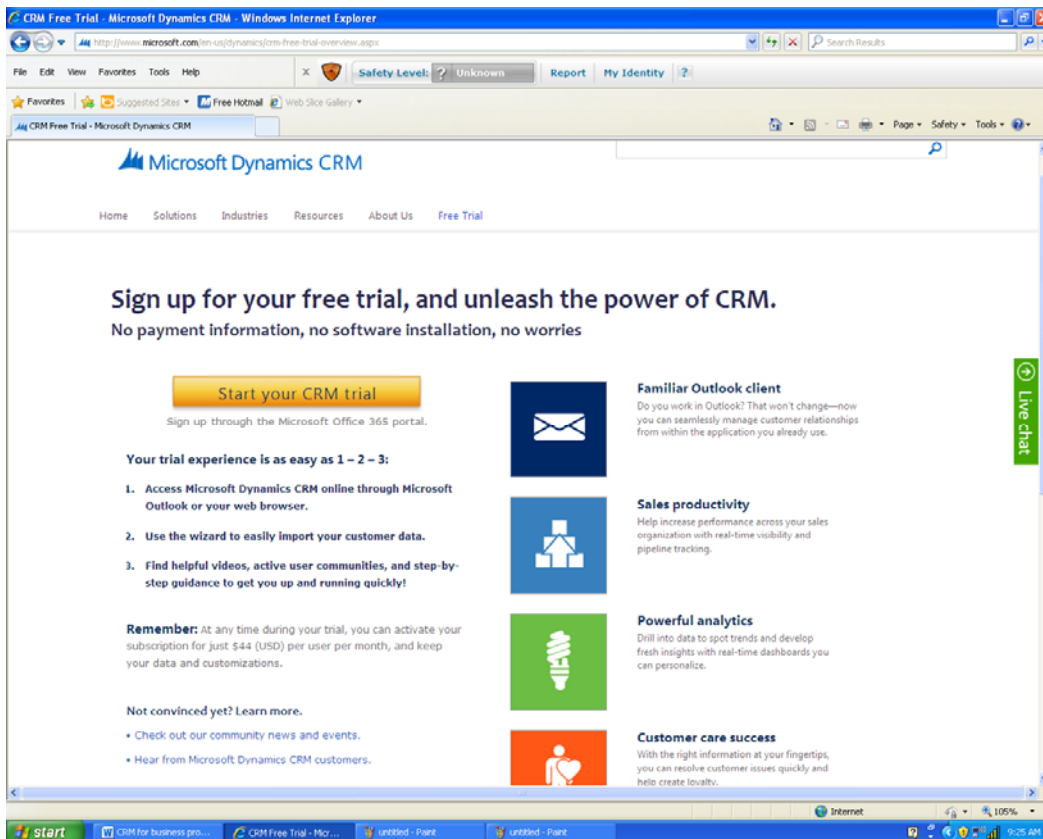 CRM Free Trial - Microsoft Dynamics CRM - Windows Internet Explorer
http://www.microsoft.com/en-us/dynamics/crm-free-trial-overview.aspx
Search Results
File Edit View Favorites Tools Help
x
Safety Level: ? Unknown
Report
My Identity
?
Favorites
Suggested Sites
Free Hotmail
Web Slice Gallery
CRM Free Trial - Microsoft Dynamics CRM
Page Safety Tools
Microsoft Dynamics CRM
Home Solutions Industries Resources About Us Free Trial
Sign up for your free trial, and unleash the power of CRM.
No payment information, no software installation, no worries
Start your CRM trial
Sign up through the Microsoft Office 365 portal.
Your trial experience is as easy as 1 – 2 – 3:
1. Access Microsoft Dynamics CRM online through Microsoft
Outlook or your web browser.
2. Use the wizard to easily import your customer data.
3. Find helpful videos, active user communities, and step-by-
step guidance to get you up and running quickly!
Remember: At any time during your trial, you can activate your
subscription for just $44 (USD) per user per month, and keep
your data and customizations.
Not convinced yet? Learn more.
• Check out our community news and events.
• Hear from Microsoft Dynamics CRM customers.
Familiar Outlook client
Do you work in Outlook? That won't change—now
you can seamlessly manage customer relationships
from within the application you already use.
Sales productivity
Help increase performance across your sales
organization with real-time visibility and
pipeline tracking.
Powerful analytics
Drill into data to spot trends and develop
fresh insights with real-time dashboards you
can personalize.
Customer care success
With the right information at your fingertips,
you can resolve customer issues quickly and
help create loyalty.
Live chat
Internet
105%
start
CRM for business pro...
CRM Free Trial - Micr...
untitled - Paint
untitled - Paint
9:25 AM